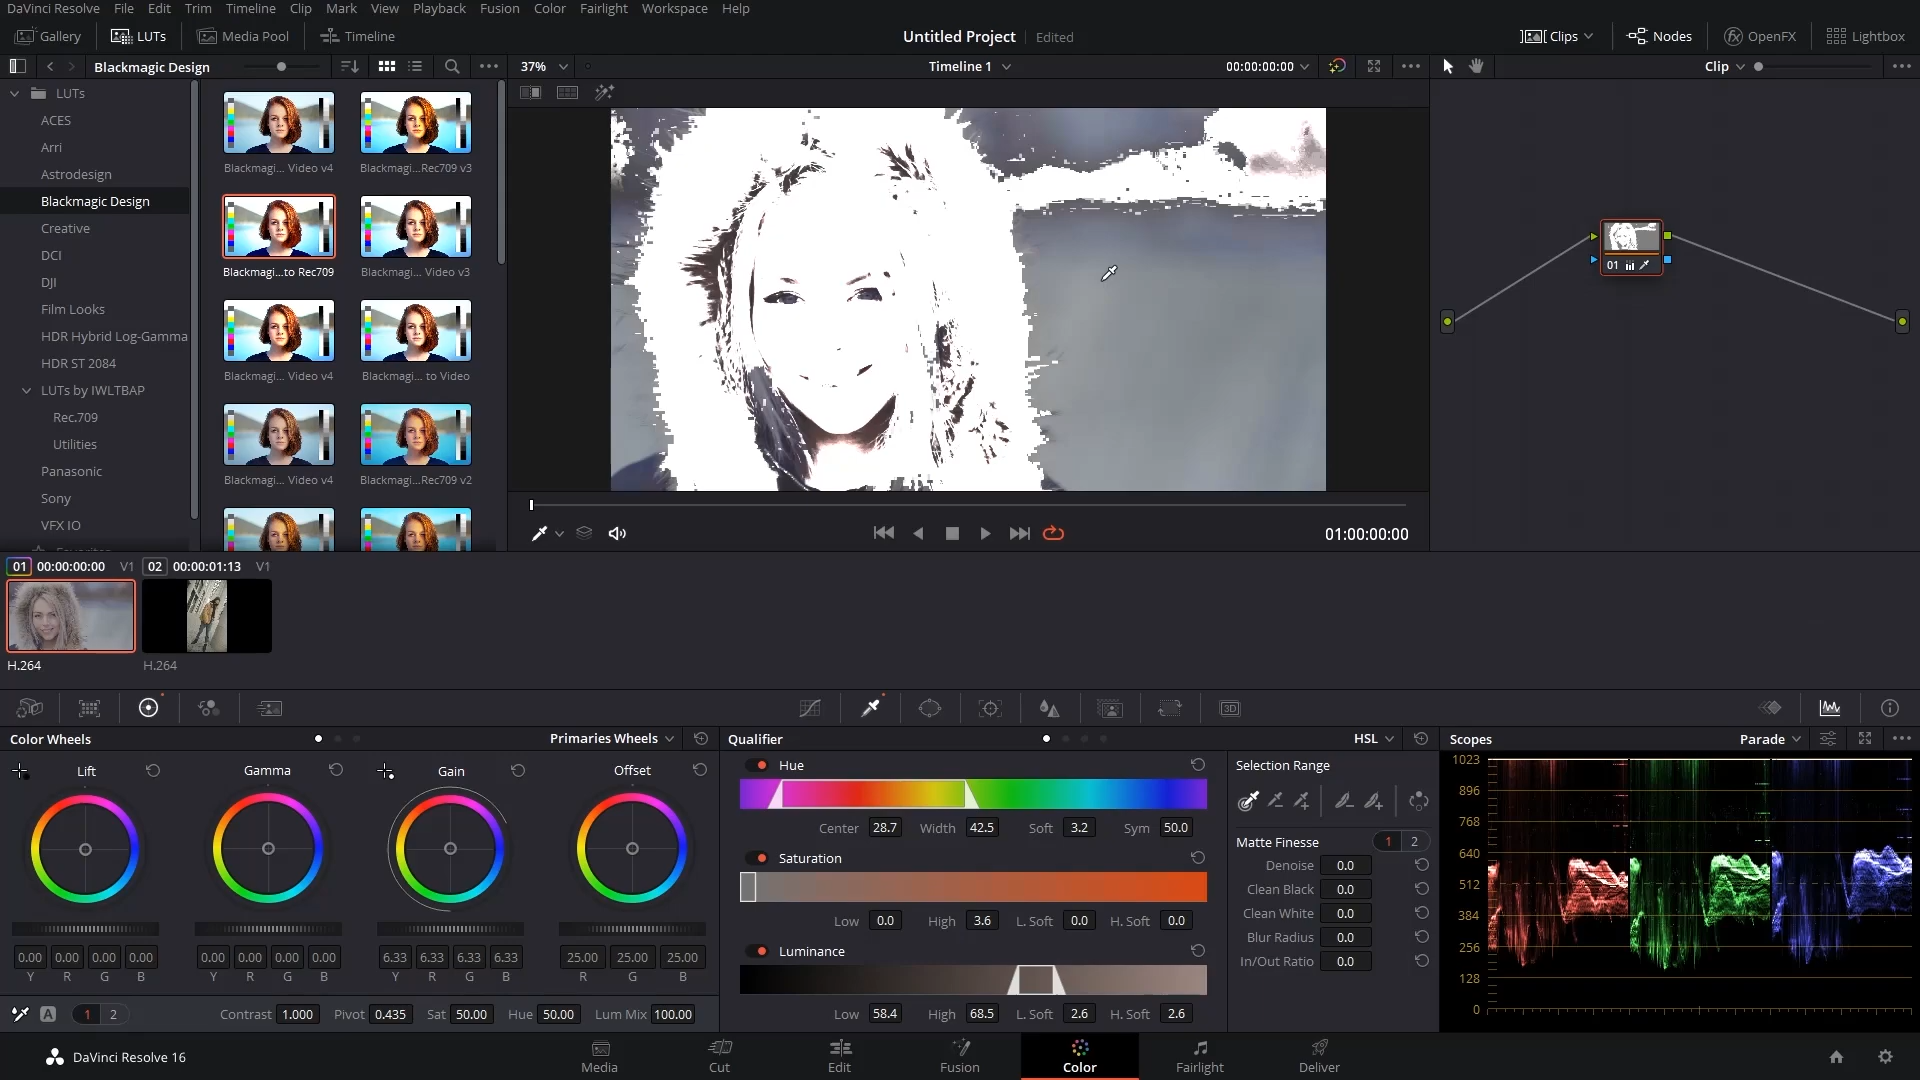 DaVinci Resolve File Edit Trim Timeline Clip Mark View Playback Fusion Color Fairlight Workspace Help
Gallery LUTs Media Pool Timeline Untitled Project Edited Clips Nodes OpenFX Lightbox
Blackmagic Design 37% Timeline 1 00:00:00:00 Clip
LUTs
ACES
Arri
Astrodesign
Blackmagic Design
Creative
DCI
DJI
Film Looks
HDR Hybrid Log-Gamma
HDR ST 2084
LUTs by IWLTBAP
Rec.709
Utilities
Panasonic
Sony
VFX IO
Blackmagi... Video v4 Blackmagi...Rec709 v3
Blackmagi...to Rec709 Blackmagi... Video v3
Blackmagi... Video v4 Blackmagi... to Video
Blackmagi... Video v4 Blackmagi...Rec709 v2
01
01:00:00:00
01 00:00:00:00 V1 02 00:00:01:13 V1
H.264 H.264
3D
Color Wheels Primaries Wheels
Lift Gamma Gain Offset
0.00 0.00 0.00 0.00 0.00 0.00 0.00 0.00 6.33 6.33 6.33 6.33 25.00 25.00 25.00
Y R G B Y R G B Y R G B R G B
A 1 2 Contrast 1.000 Pivot 0.435 Sat 50.00 Hue 50.00 Lum Mix 100.00
Qualifier HSL
Hue
Center 28.7 Width 42.5 Soft 3.2 Sym 50.0
Saturation
Low 0.0 High 3.6 L. Soft 0.0 H. Soft 0.0
Luminance
Low 58.4 High 68.5 L. Soft 2.6 H. Soft 2.6
Selection Range
Matte Finesse 1 2
Denoise 0.0
Clean Black 0.0
Clean White 0.0
Blur Radius 0.0
In/Out Ratio 0.0
Scopes Parade
1023
896
768
640
512
384
256
128
0
DaVinci Resolve 16 Media Cut Edit Fusion Color Fairlight Deliver